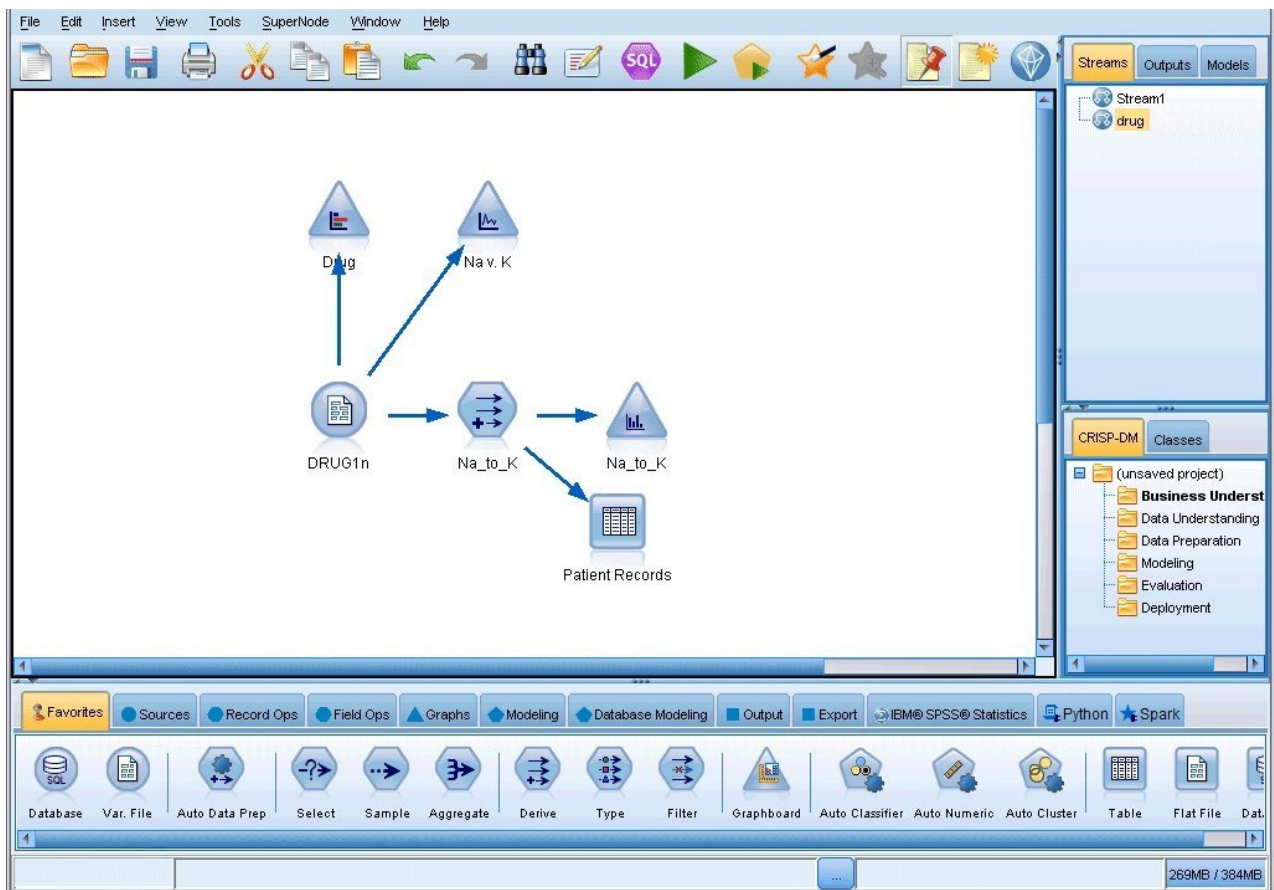 File Edit Insert View Tools SuperNode Window Help
SQL
Streams Outputs Models
Stream1
drug
Drug
Na v. K
DRUG1n
Na_to_K
Na_to_K
Patient Records
CRISP-DM Classes
(unsaved project)
Business Underst
Data Understanding
Data Preparation
Modeling
Evaluation
Deployment
Favorites Sources Record Ops Field Ops Graphs Modeling Database Modeling Output Export IBM® SPSS® Statistics Python Spark
SQL
Database Var. File Auto Data Prep Select Sample Aggregate Derive Type Filter Graphboard Auto Classifier Auto Numeric Auto Cluster Table Flat File Dat.
...
269MB / 384MB